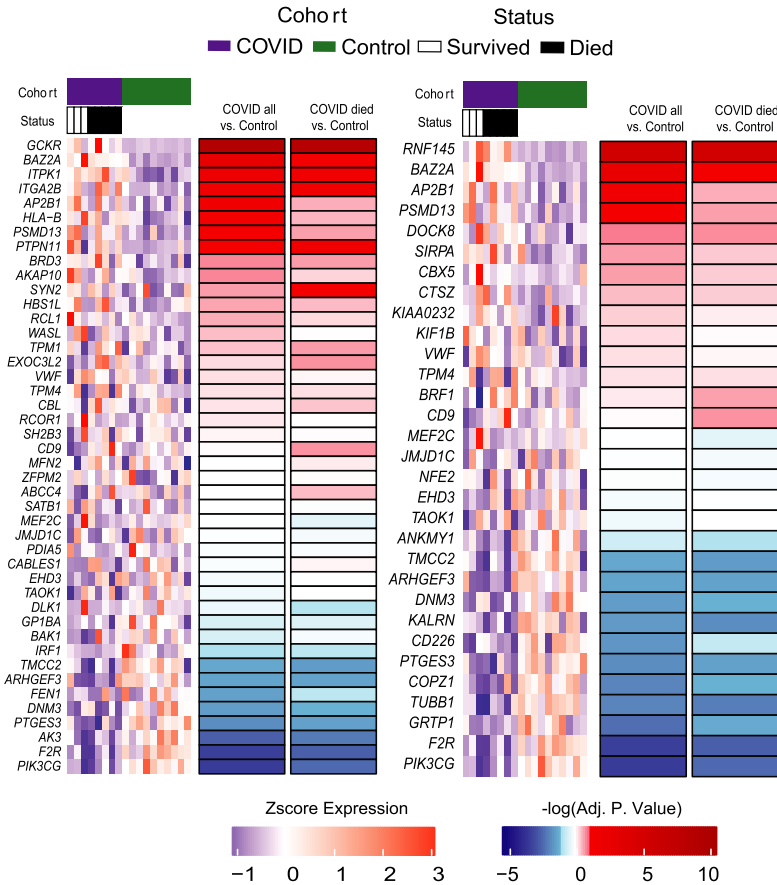 Cohort
Status
COVID
Control
Survived
Died
Cohort
Status
COVID all
vs. Control
COVID died
vs. Control
GCKR
BAZ2A
ITPK1
ITGA2B
AP2B1
HLA−B
PSMD13
PTPN11
BRD3
AKAP10
SYN2
HBS1L
RCL1
WASL
TPM1
EXOC3L2
VWF
TPM4
CBL
RCOR1
SH2B3
CD9
MFN2
ZFPM2
ABCC4
SATB1
MEF2C
JMJD1C
PDIA5
CABLES1
EHD3
TAOK1
DLK1
GP1BA
BAK1
IRF1
TMCC2
ARHGEF3
FEN1
DNM3
PTGES3
AK3
F2R
PIK3CG
Cohort
Status
COVID all
vs. Control
COVID died
vs. Control
RNF145
BAZ2A
AP2B1
PSMD13
DOCK8
SIRPA
CBX5
CTSZ
KIAA0232
KIF1B
VWF
TPM4
BRF1
CD9
MEF2C
JMJD1C
NFE2
EHD3
TAOK1
ANKMY1
TMCC2
ARHGEF3
DNM3
KALRN
CD226
PTGES3
COPZ1
TUBB1
GRTP1
F2R
PIK3CG
Zscore Expression
−1 0 1 2 3
-log(Adj. P. Value)
−5 0 5 10